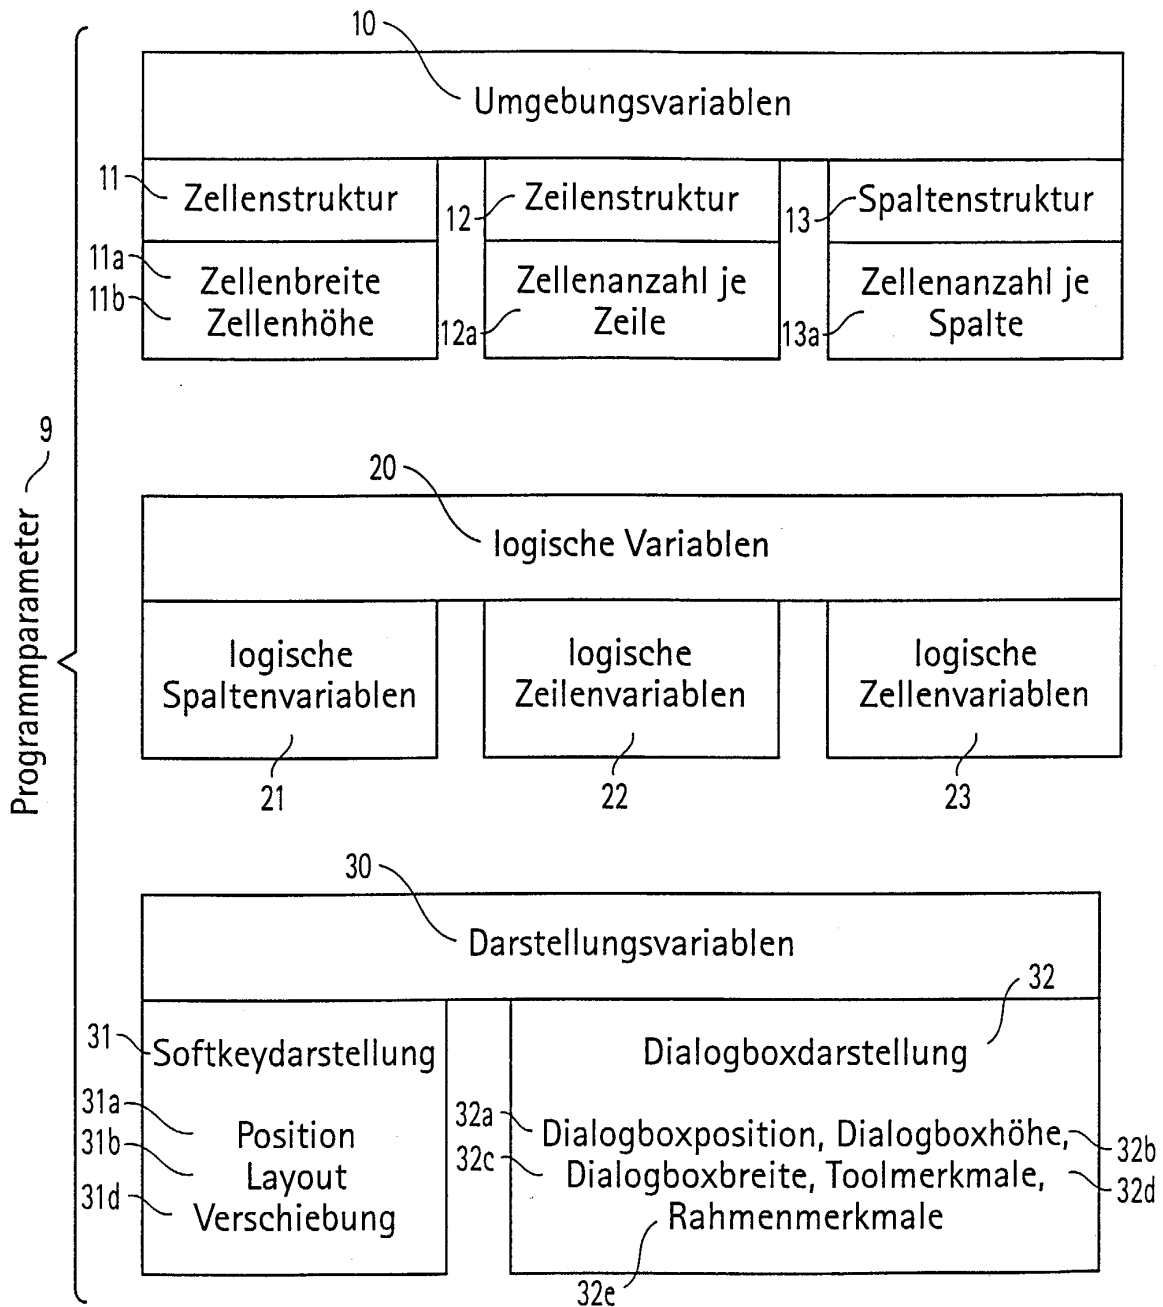 10
Umgebungsvariablen
11
Zellenstruktur
12
Zeilenstruktur
13
Spaltenstruktur
11a
11b
Zellenbreite
Zellenhöhe
12a
Zellenanzahl je
Zeile
13a
Zellenanzahl je
Spalte
Programmparameter
9
20
logische Variablen
logische
Spaltenvariablen
21
logische
Zeilenvariablen
22
logische
Zellenvariablen
23
30
Darstellungsvariablen
31
Softkeydarstellung
31a
Position
31b
Layout
31d
Verschiebung
32
Dialogboxdarstellung
32a
Dialogboxposition, Dialogboxhöhe,
32b
32c
Dialogboxbreite, Toolmerkmale,
32d
Rahmenmerkmale
32e